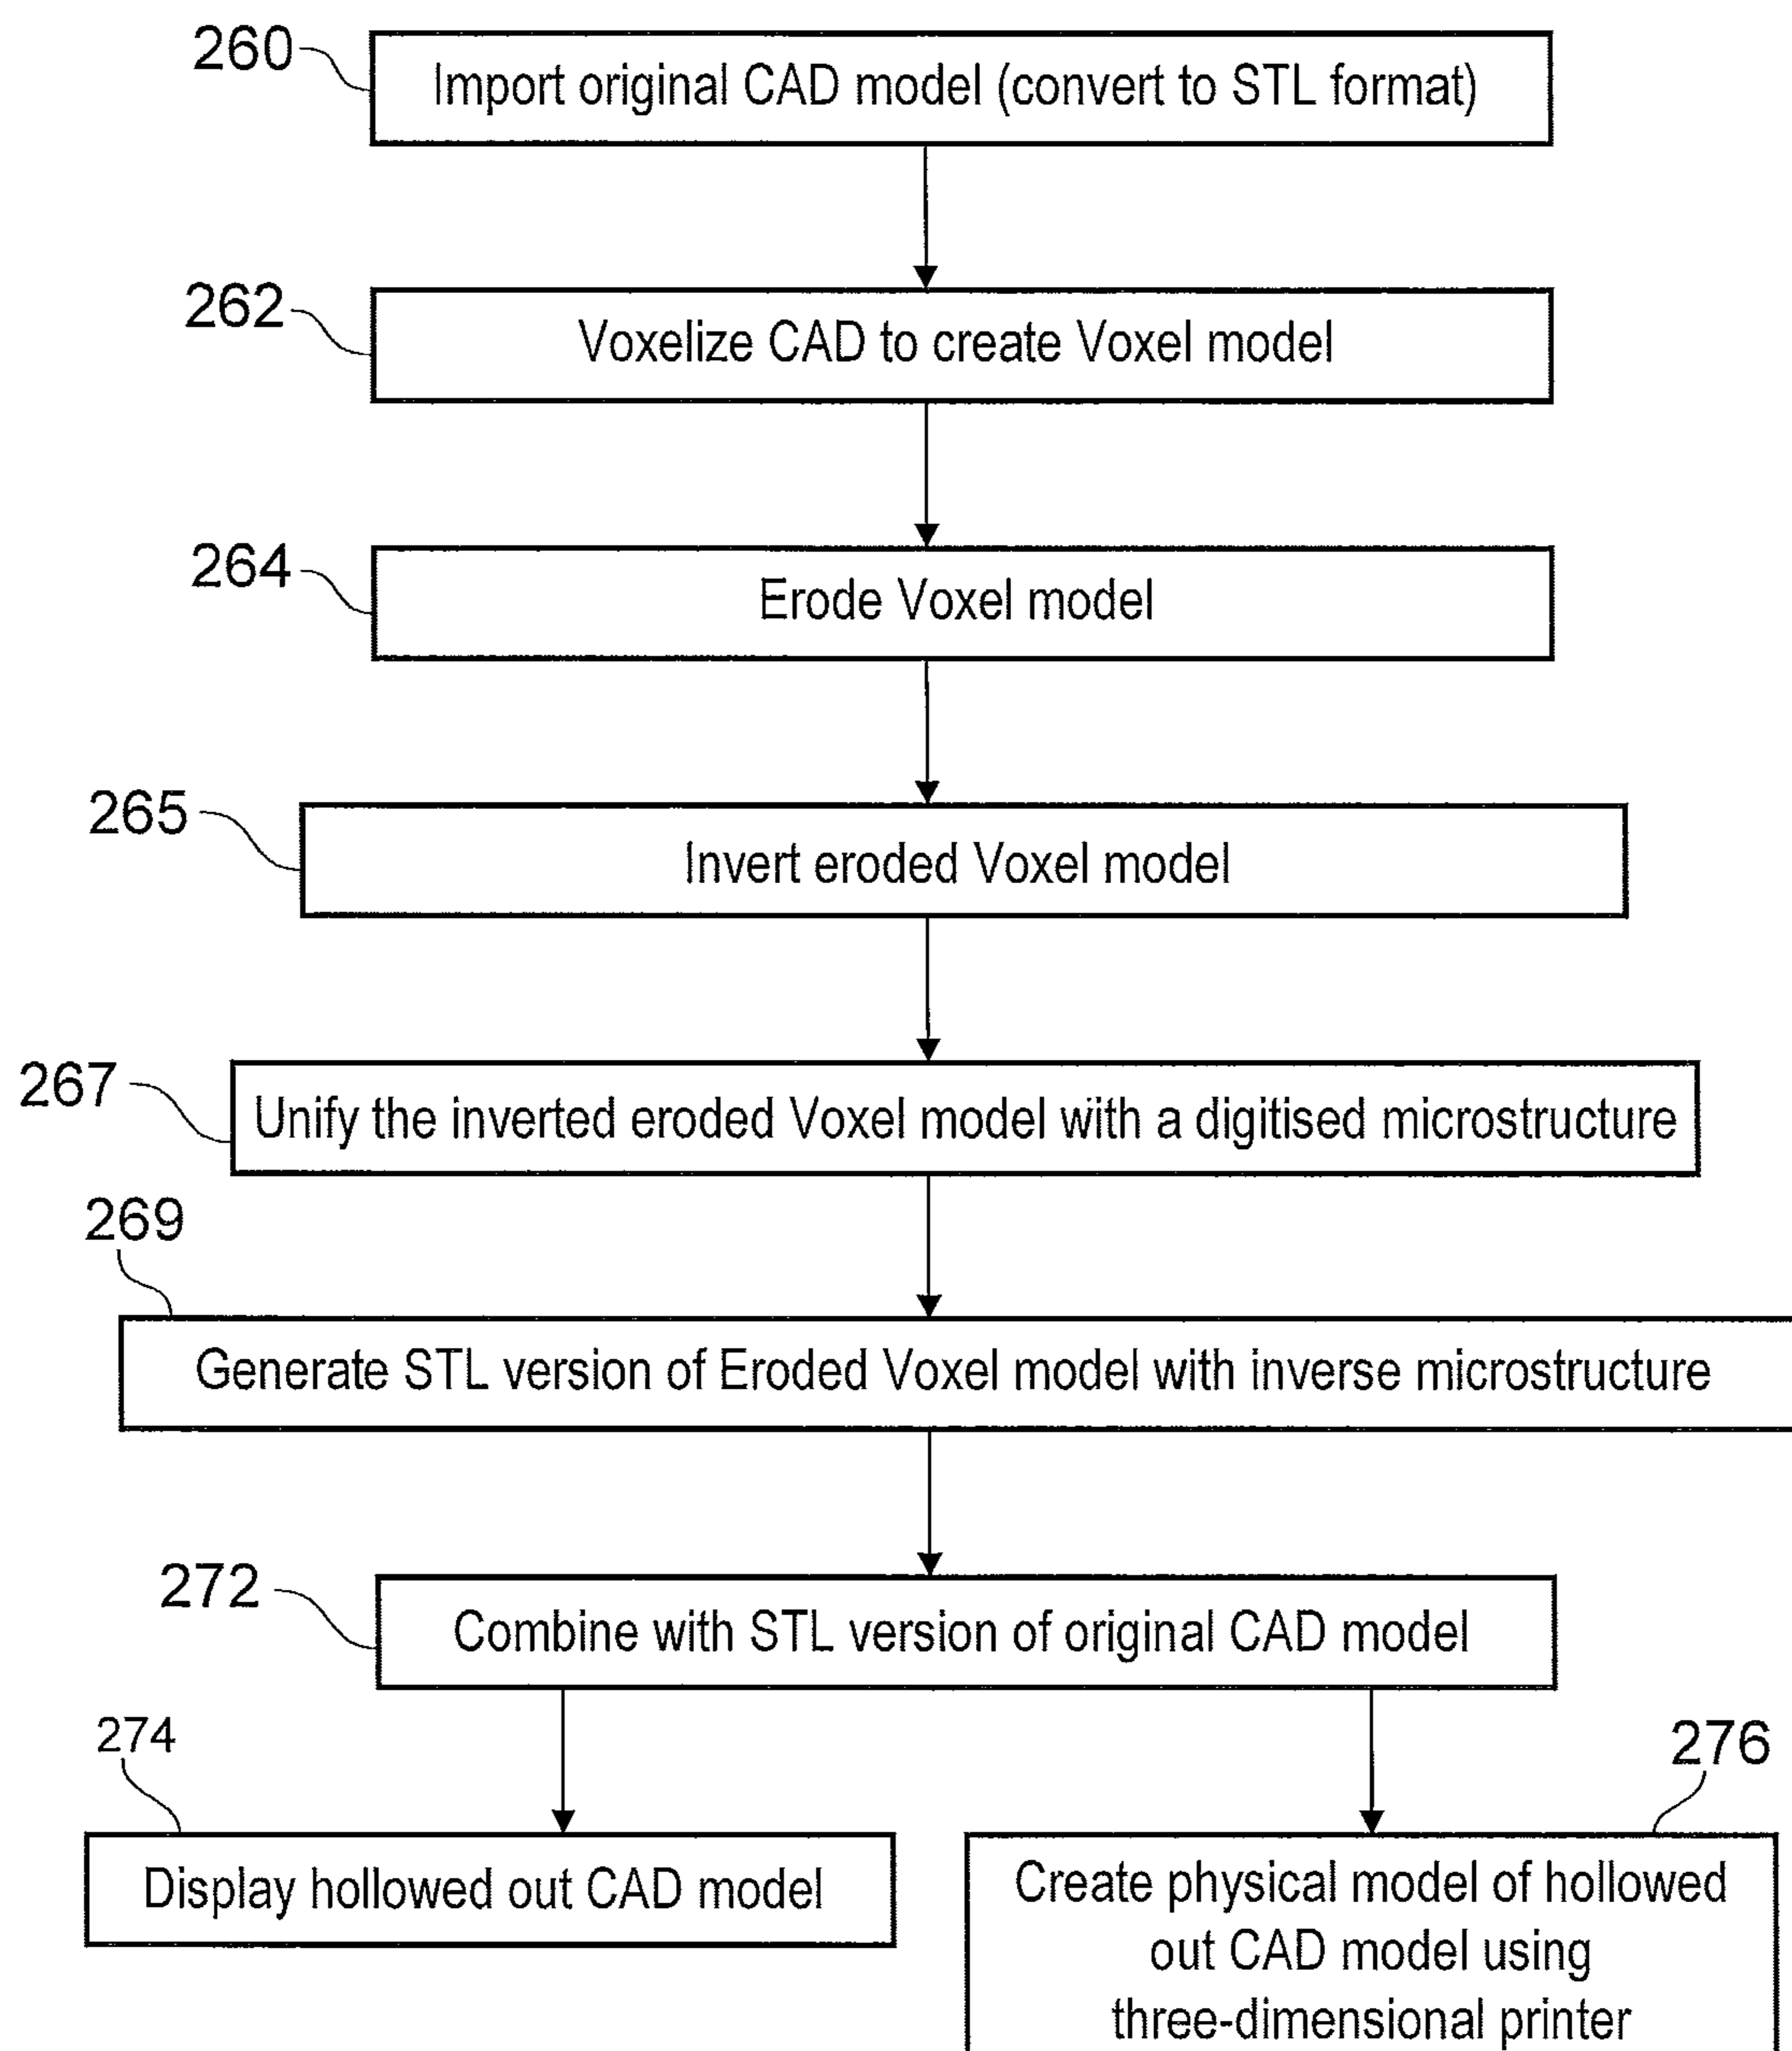 260
Import original CAD model (convert to STL format)
262
Voxelize CAD to create Voxel model
264
Erode Voxel model
265
Invert eroded Voxel model
267
Unify the inverted eroded Voxel model with a digitised microstructure
269
Generate STL version of Eroded Voxel model with inverse microstructure
272
Combine with STL version of original CAD model
274
Display hollowed out CAD model
276
Create physical model of hollowed
out CAD model using
three-dimensional printer